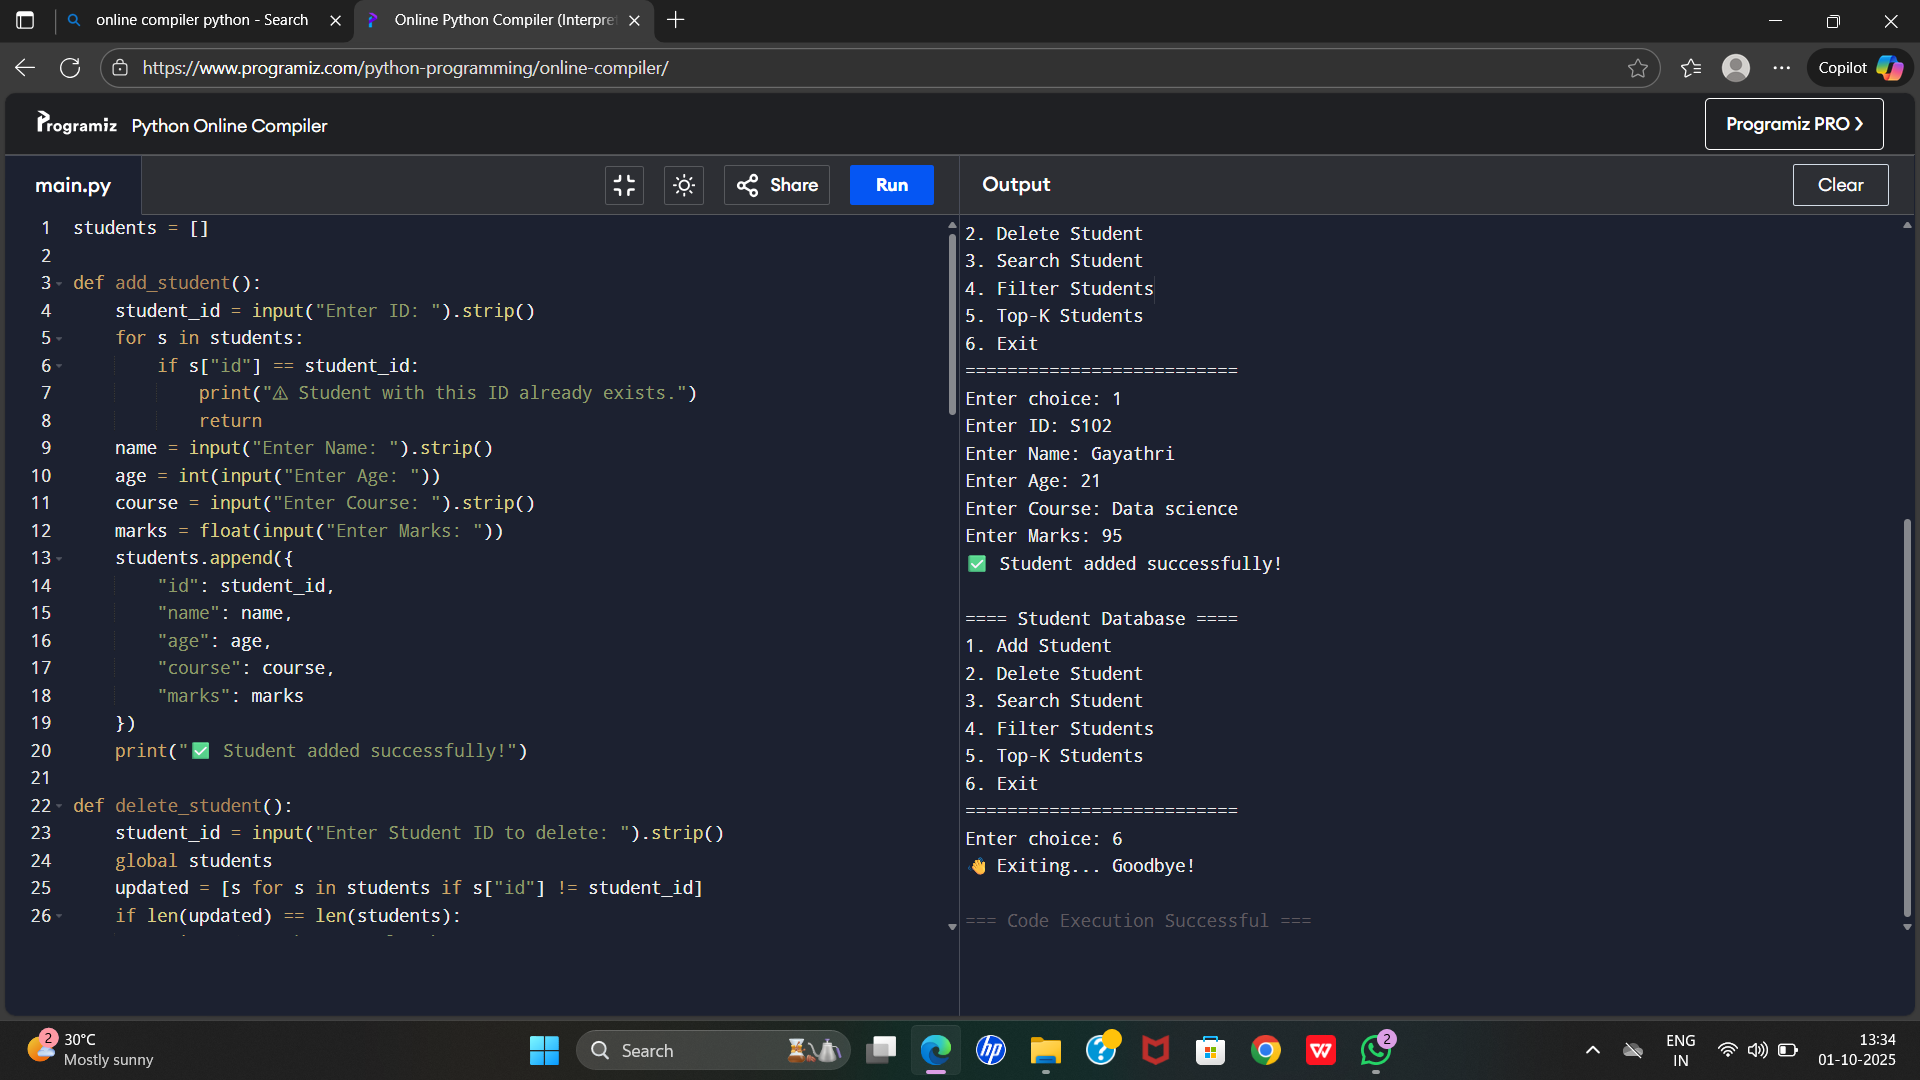 online compiler python - Search
Online Python Compiler (Interpre
https://www.programiz.com/python-programming/online-compiler/
Copilot
Programiz Python Online Compiler
Programiz PRO
main.py
Share
Run
Output
Clear
1 students = []
2
3 def add_student():
4 student_id = input("Enter ID: ").strip()
5 for s in students:
6 if s["id"] == student_id:
7 print("⚠ Student with this ID already exists.")
8 return
9 name = input("Enter Name: ").strip()
10 age = int(input("Enter Age: "))
11 course = input("Enter Course: ").strip()
12 marks = float(input("Enter Marks: "))
13 students.append({
14 "id": student_id,
15 "name": name,
16 "age": age,
17 "course": course,
18 "marks": marks
19 })
20 print("✅ Student added successfully!")
21
22 def delete_student():
23 student_id = input("Enter Student ID to delete: ").strip()
24 global students
25 updated = [s for s in students if s["id"] != student_id]
26 if len(updated) == len(students):
2. Delete Student
3. Search Student
4. Filter Students
5. Top-K Students
6. Exit
==========================
Enter choice: 1
Enter ID: S102
Enter Name: Gayathri
Enter Age: 21
Enter Course: Data science
Enter Marks: 95
✅ Student added successfully!
==== Student Database ====
1. Add Student
2. Delete Student
3. Search Student
4. Filter Students
5. Top-K Students
6. Exit
==========================
Enter choice: 6
👋 Exiting... Goodbye!
=== Code Execution Successful ===
2
30°C
Mostly sunny
Search
hp
W
2
ENG
IN
13:34
01-10-2025